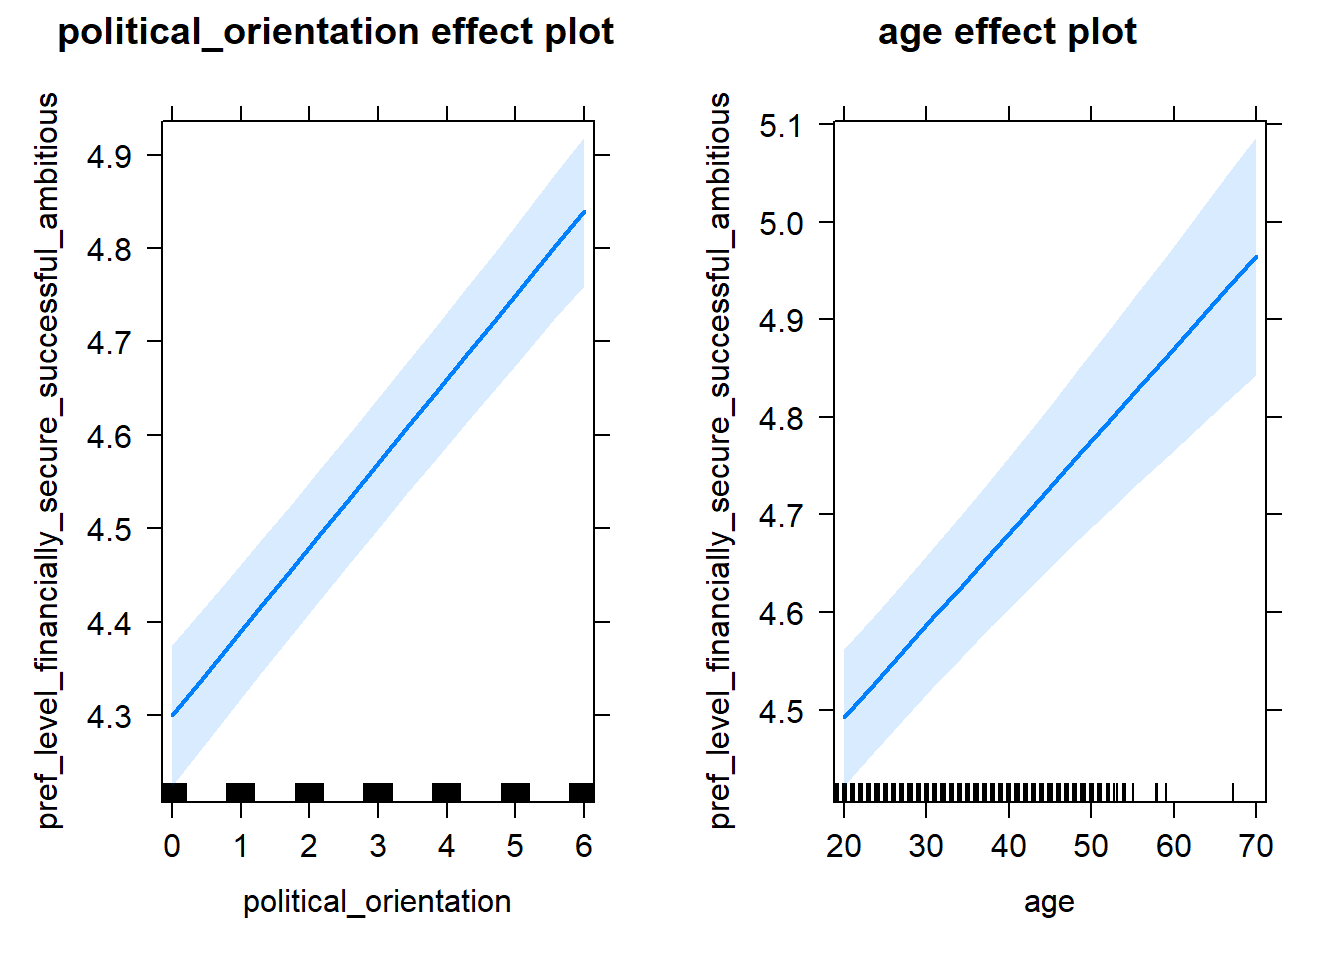 political_orientation effect plot
pref_level_financially_secure_successful_ambitious
4.9
4.8
4.7
4.6
4.5
4.4
4.3
0 1 2 3 4 5 6
political_orientation
age effect plot
pref_level_financially_secure_successful_ambitious
5.1
5.0
4.9
4.8
4.7
4.6
4.5
20 30 40 50 60 70
age